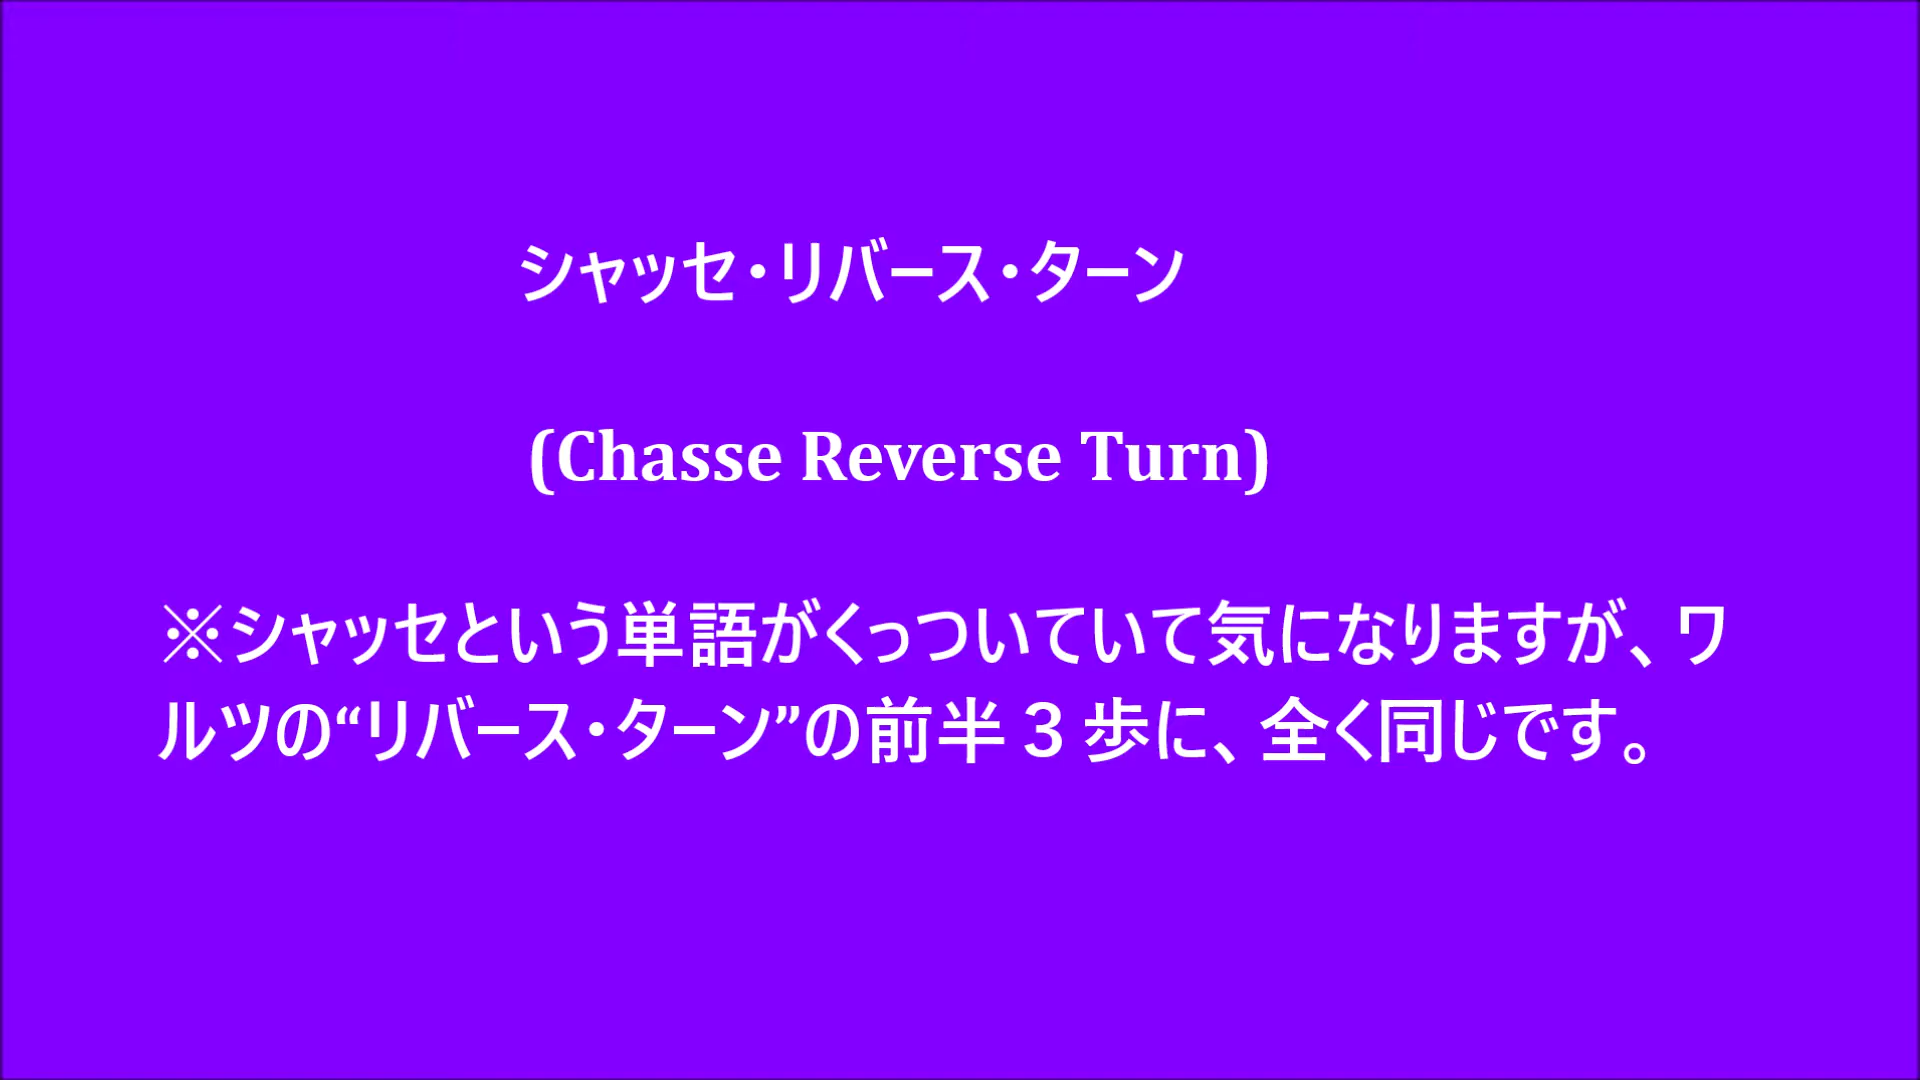 シャッセ・リバース・ターン
(Chasse Reverse Turn)
※シャッセという単語がくっついていて気になりますが、ワ
ルツの“リバース・ターン”の前半３歩に、全く同じです。